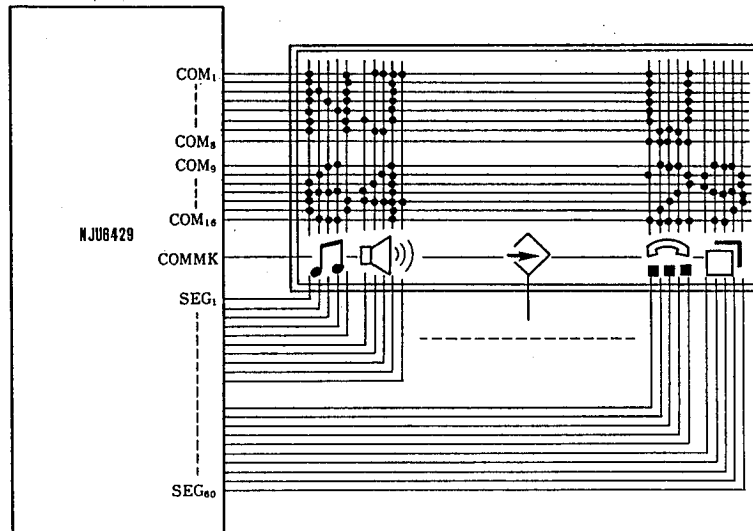 COM₁
COM₈
COM₉
COM₁₆
NJU6429
COMMK
SEG₁
SEG₆₀